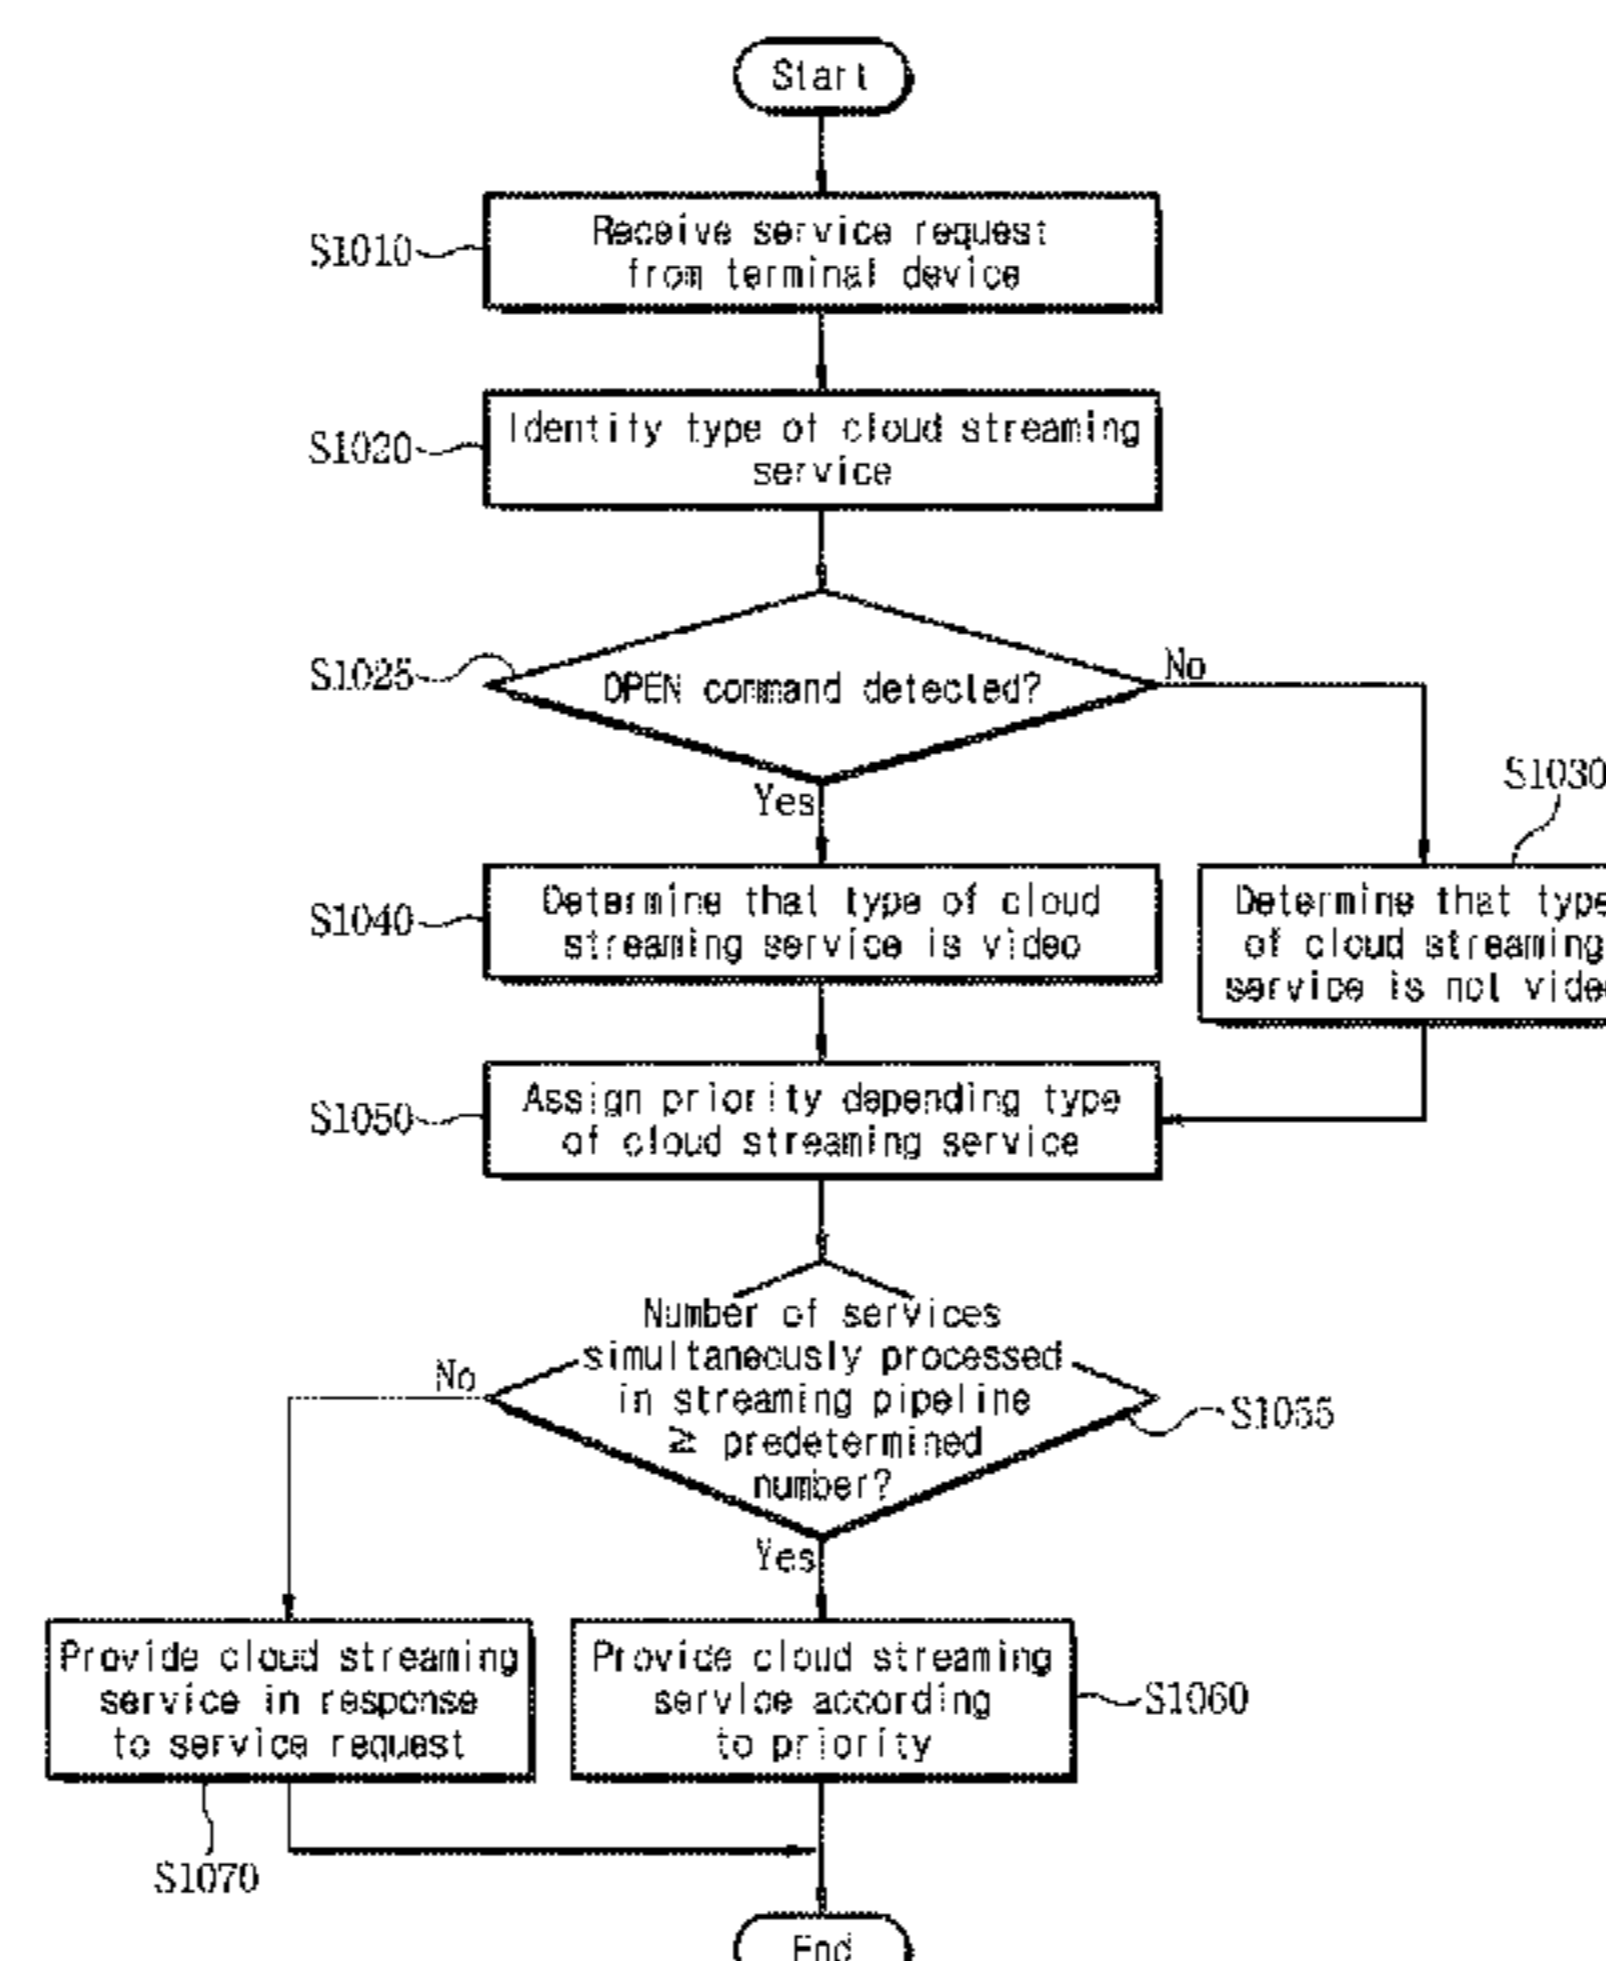 Start
S1010
Receive service request
from terminal device
S1020
Identify type of cloud streaming
service
S1025
OPEN command detected?
No
Yes
S1030
S1040
Determine that type of cloud
streaming service is video
Determine that type
of cloud streaming
service is not video
S1050
Assign priority depending type
of cloud streaming service
Number of services
simultaneously processed
in streaming pipeline
≥ predetermined
number?
No
S1055
Yes
Provide cloud streaming
service in response
to service request
Provide cloud streaming
service according
to priority
S1060
S1070
End